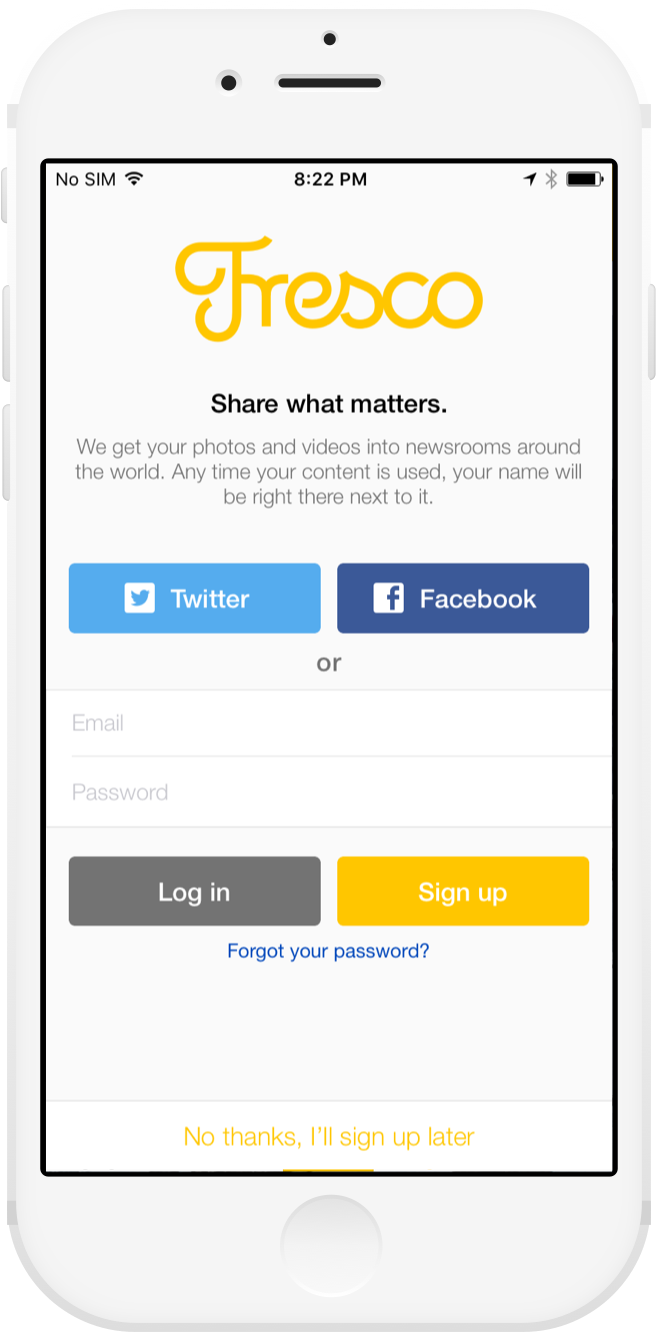 No SIM 8:22 PM
Fresco
Share what matters.
We get your photos and videos into newsrooms around
the world. Any time your content is used, your name will
be right there next to it.
Twitter Facebook
or
Email
Password
Log in Sign up
Forgot your password?
No thanks, I’ll sign up later